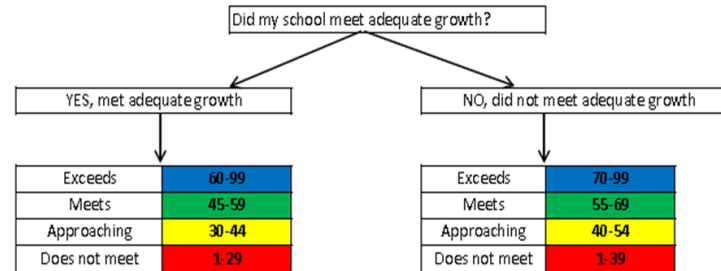 Did my school meet adequate growth?
YES, met adequate growth
NO, did not meet adequate growth
Exceeds 60-99
Meets 45-59
Approaching 30-44
Does not meet 1-29
Exceeds 70-99
Meets 55-69
Approaching 40-54
Does not meet 1-39